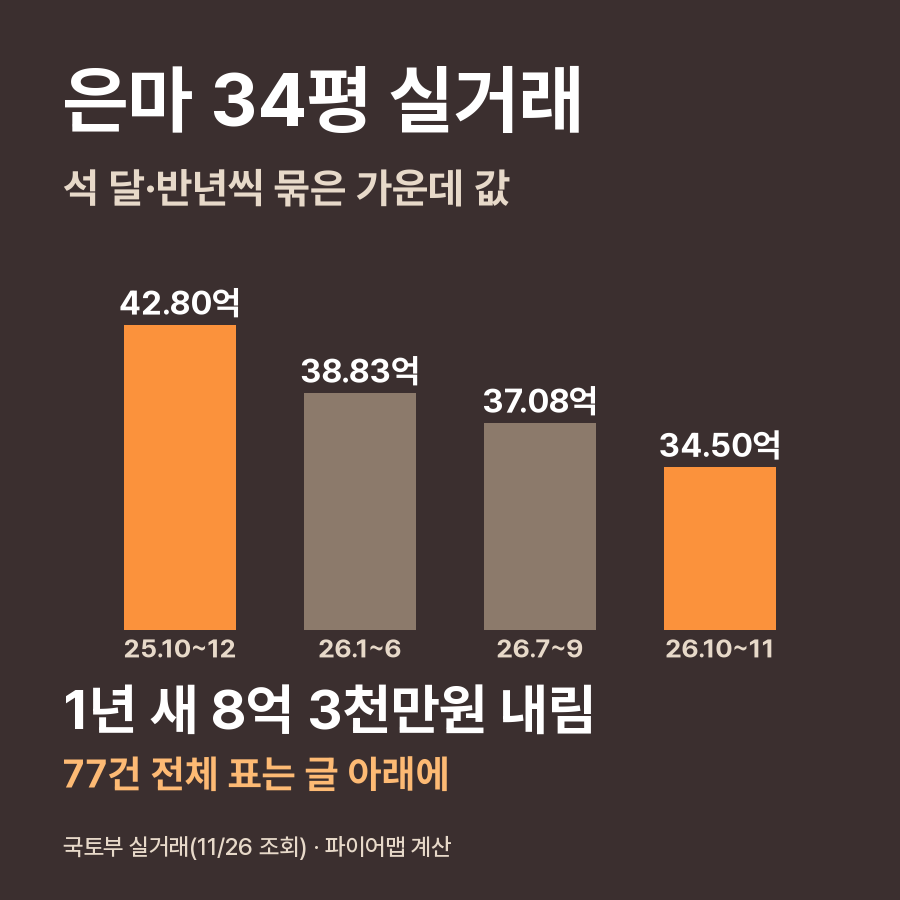 은마 34평 실거래
석 달·반년씩 묶은 가운데 값
42.80억
38.83억
37.08억
34.50억
25.10~12
26.1~6
26.7~9
26.10~11
1년 새 8억 3천만원 내림
77건 전체 표는 글 아래에
국토부 실거래(11/26 조회) · 파이어맵 계산